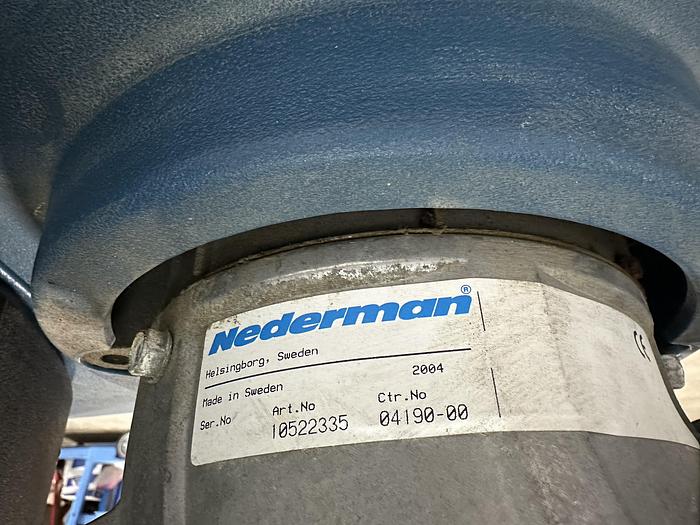 Nederman®
Helsingborg, Sweden
Made in Sweden 2004
Ser.No Art.No Ctr.No
10522335 04190-00
CE